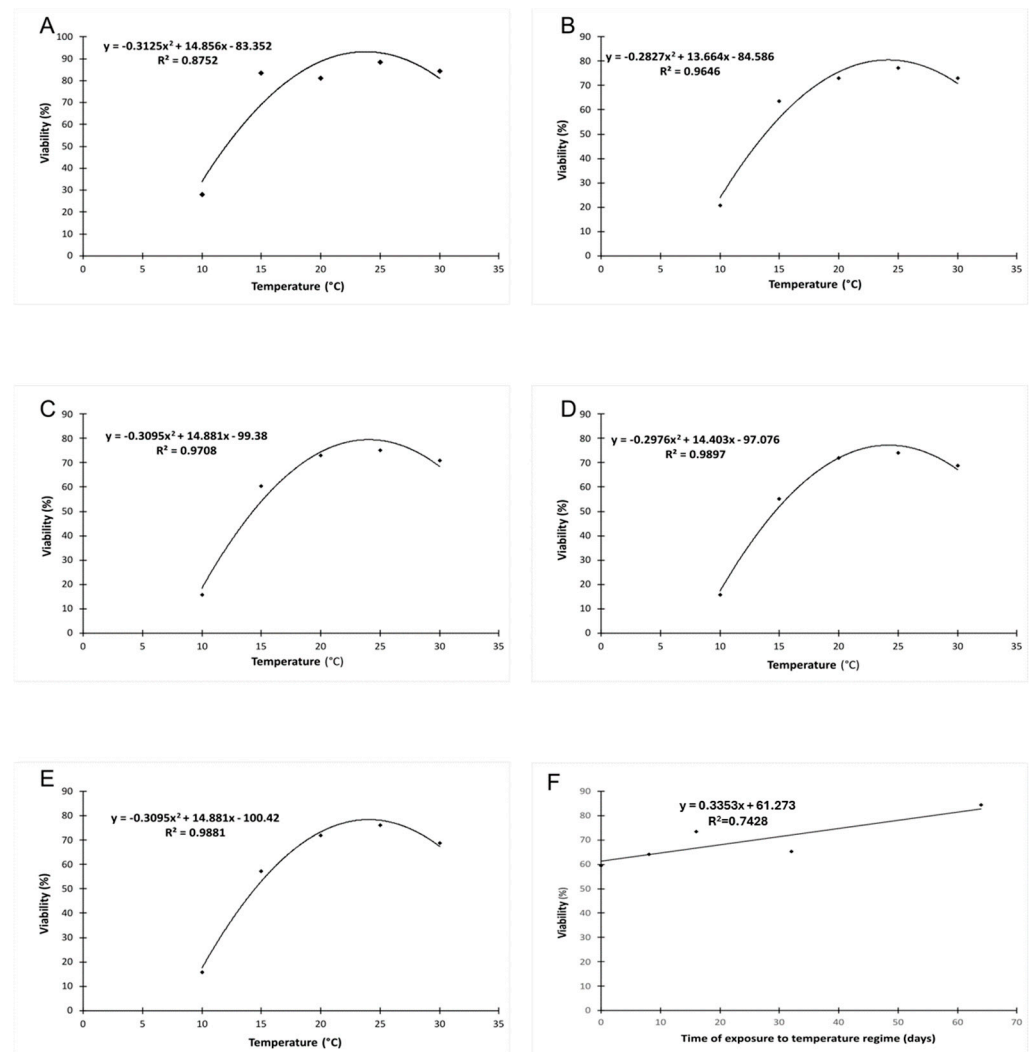 A
y = -0.3125x² + 14.856x - 83.352
R² = 0.8752
100
90
80
70
60
50
40
30
20
10
0
Viability (%)
0 5 10 15 20 25 30 35
Temperature (°C)
B
y = -0.2827x² + 13.664x - 84.586
R² = 0.9646
90
80
70
60
50
40
30
20
10
0
Viability (%)
0 5 10 15 20 25 30 35
Temperature (°C)
C
y = -0.3095x² + 14.881x - 99.38
R² = 0.9708
90
80
70
60
50
40
30
20
10
0
Viability (%)
0 5 10 15 20 25 30 35
Temperature (°C)
D
y = -0.2976x² + 14.403x - 97.076
R² = 0.9897
90
80
70
60
50
40
30
20
10
0
Viability (%)
0 5 10 15 20 25 30 35
Temperature (°C)
E
y = -0.3095x² + 14.881x - 100.42
R² = 0.9881
90
80
70
60
50
40
30
20
10
0
Viability (%)
0 5 10 15 20 25 30 35
Temperature (°C)
F
y = 0.3353x + 61.273
R²=0.7428
90
80
70
60
50
40
30
20
10
0
Viability (%)
0 10 20 30 40 50 60 70
Time of exposure to temperature regime (days)